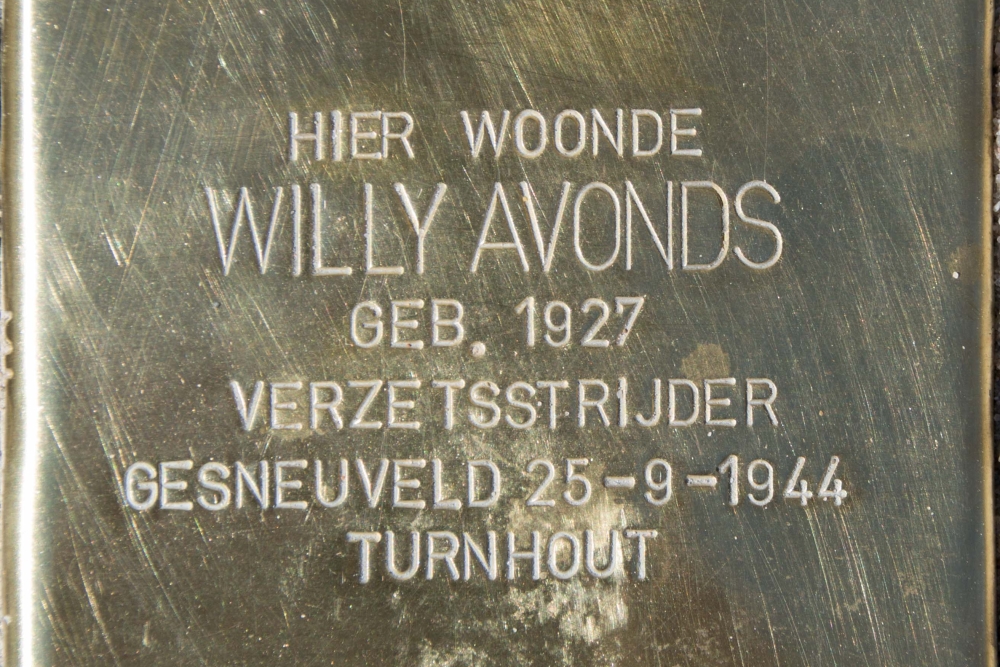 HIER WOONDE
WILLY AVONDS
GEB. 1927
VERZETSSTRIJDER
GESNEUVELD 25-9-1944
TURNHOUT